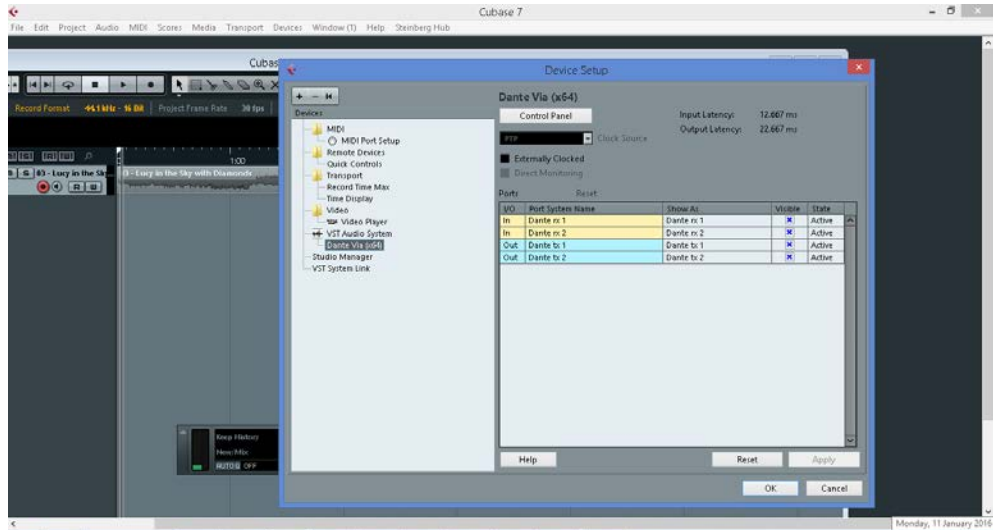 Cubase 7
File Edit Project Audio MIDI Scores Media Transport Devices Window (1) Help Steinberg Hub
Cubas
Device Setup
Record Format 44.1 kHz - 16 Bit Project Frame Rate 30 fps
1:00
03 - Lucy in the Sky
- Lucy in the Sky with Diamonds
R W
Devices
MIDI
MIDI Port Setup
Remote Devices
Quick Controls
Transport
Record Time Max
Time Display
Video
Video Player
VST Audio System
Dante Via (x64)
Studio Manager
VST System Link
Dante Via (x64)
Control Panel
Input Latency: 12.667 ms
Output Latency: 22.667 ms
PTP Clock Source
Externally Clocked
Direct Monitoring
Ports Reset
I/O Port System Name Show As Visible State
In Dante rx 1 Dante rx 1 Active
In Dante rx 2 Dante rx 2 Active
Out Dante tx 1 Dante tx 1 Active
Out Dante tx 2 Dante tx 2 Active
Help Reset Apply
OK Cancel
Keep History
New/Mix
AUTO Q OFF
Monday, 11 January 2016